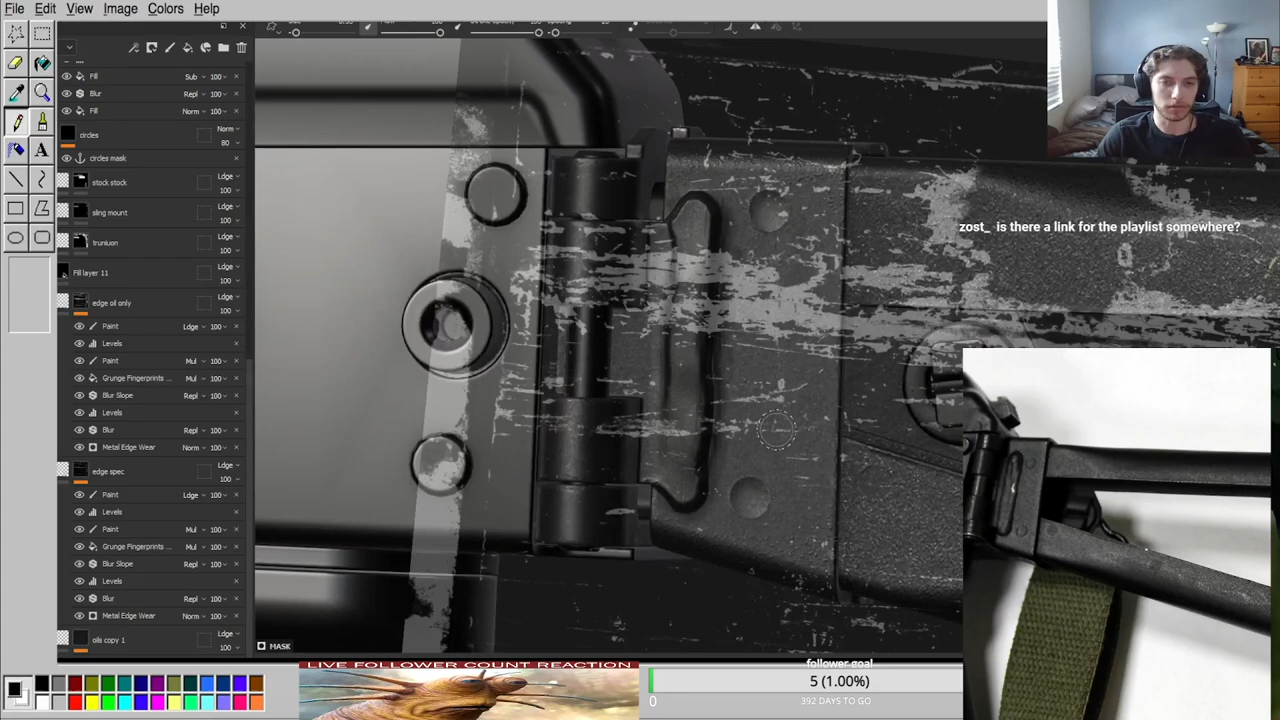 File Edit View Image Colors Help
Fill Sub 100
Blur Repl 100
Fill Norm 100
circles Norm 80
circles mask
stock stock Ldge 100
sling mount Ldge 100
trunuon Ldge 100
Fill layer 11 Ldge 100
edge oil only Ldge 100
Paint Ldge 100
Levels
Paint Mul 100
Grunge Fingerprints ... Mul 100
Blur Slope Repl 100
Levels
Blur Repl 100
Metal Edge Wear Norm 100
edge spec Ldge 100
Paint Ldge 100
Levels
Paint Mul 100
Grunge Fingerprints ... Mul 100
Blur Slope Repl 100
Levels
Blur Repl 100
Metal Edge Wear Norm 100
oils copy 1 Ldge 100
MASK
zost_ is there a link for the playlist somewhere?
LIVE FOLLOWER COUNT REACTION
follower goal
5 (1.00%)
0
392 DAYS TO GO